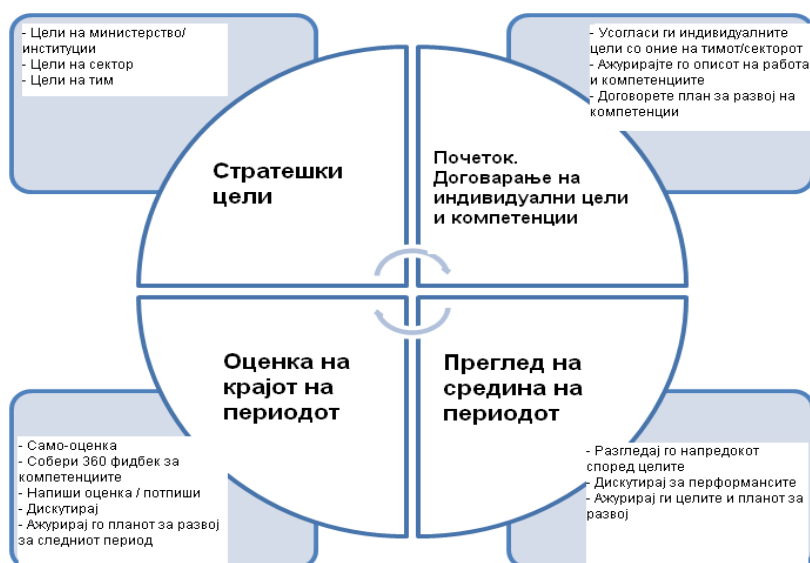 - Цели на министерство/
институции
- Цели на сектор
- Цели на тим
- Усогласи ги индивидуалните
цели со оние на тимот/секторот
- Ажурирајте го описот на работа
и компетенциите
- Договорете план за развој на
компетенции
Стратешки
цели
Почеток.
Договарање на
индивидуални цели
и компетенции
Оценка на
крајот на
периодот
Преглед на
средина на
периодот
- Само-оценка
- Собери 360 фидбек за
компетенциите
- Напиши оценка / потпиши
- Дискутирај
- Ажурирај го планот за развој
за следниот период
- Разгледај го напредокот
според целите
- Дискутирај за перформансите
- Ажурирај ги целите и планот за
развој